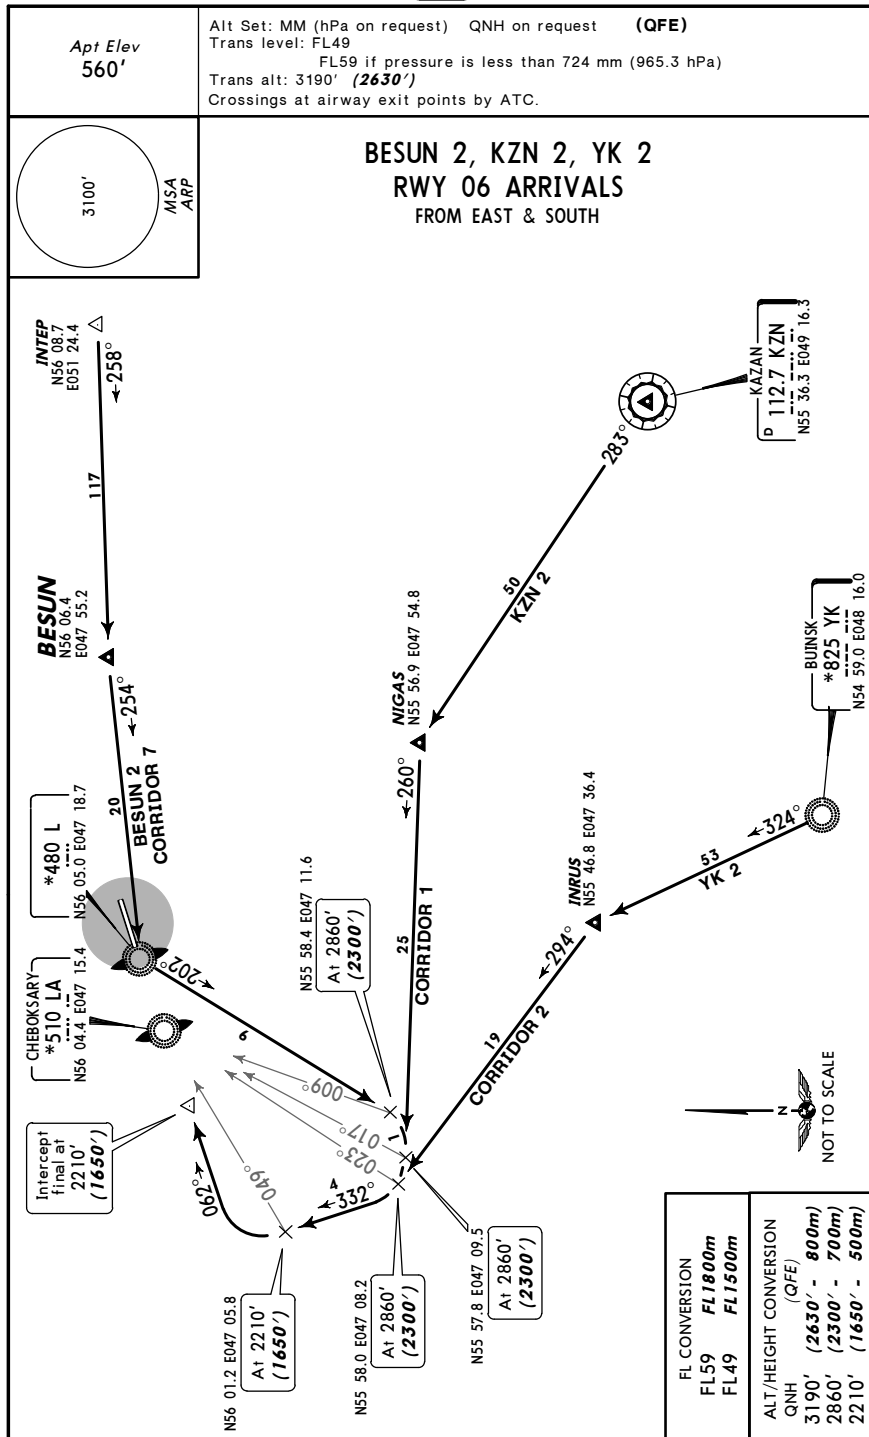 Apt Elev
560'
Alt Set: MM (hPa on request) QNH on request (QFE)
Trans level: FL49
FL59 if pressure is less than 724 mm (965.3 hPa)
Trans alt: 3190' (2630')
Crossings at airway exit points by ATC.
3100'
MSA
ARP
BESUN 2, KZN 2, YK 2
RWY 06 ARRIVALS
FROM EAST & SOUTH
INTEP
N56 08.7
E051 24.4
258°
117
BESUN
N56 06.4
E047 55.2
254°
20
BESUN 2
CORRIDOR 7
*480 L
N56 05.0 E047 18.7
CHEBOKSARY
*510 LA
N56 04.4 E047 15.4
202°
9
KAZAN
D 112.7 KZN
N55 36.3 E049 16.3
283°
50
KZN 2
NIGAS
N55 56.9 E047 54.8
260°
25
CORRIDOR 1
BUINSK
*825 YK
N54 59.0 E048 16.0
324°
53
YK 2
INRUS
N55 46.8 E047 36.4
294°
19
CORRIDOR 2
N55 58.4 E047 11.6
At 2860'
(2300')
009°
017°
023°
049°
4
332°
062°
Intercept
final at
2210'
(1650')
N56 01.2 E047 05.8
At 2210'
(1650')
N55 58.0 E047 08.2
At 2860'
(2300')
N55 57.8 E047 09.5
At 2860'
(2300')
N
NOT TO SCALE
FL CONVERSION
FL59 FL1800m
FL49 FL1500m
ALT/HEIGHT CONVERSION
QNH (QFE)
3190' (2630' - 800m)
2860' (2300' - 700m)
2210' (1650' - 500m)